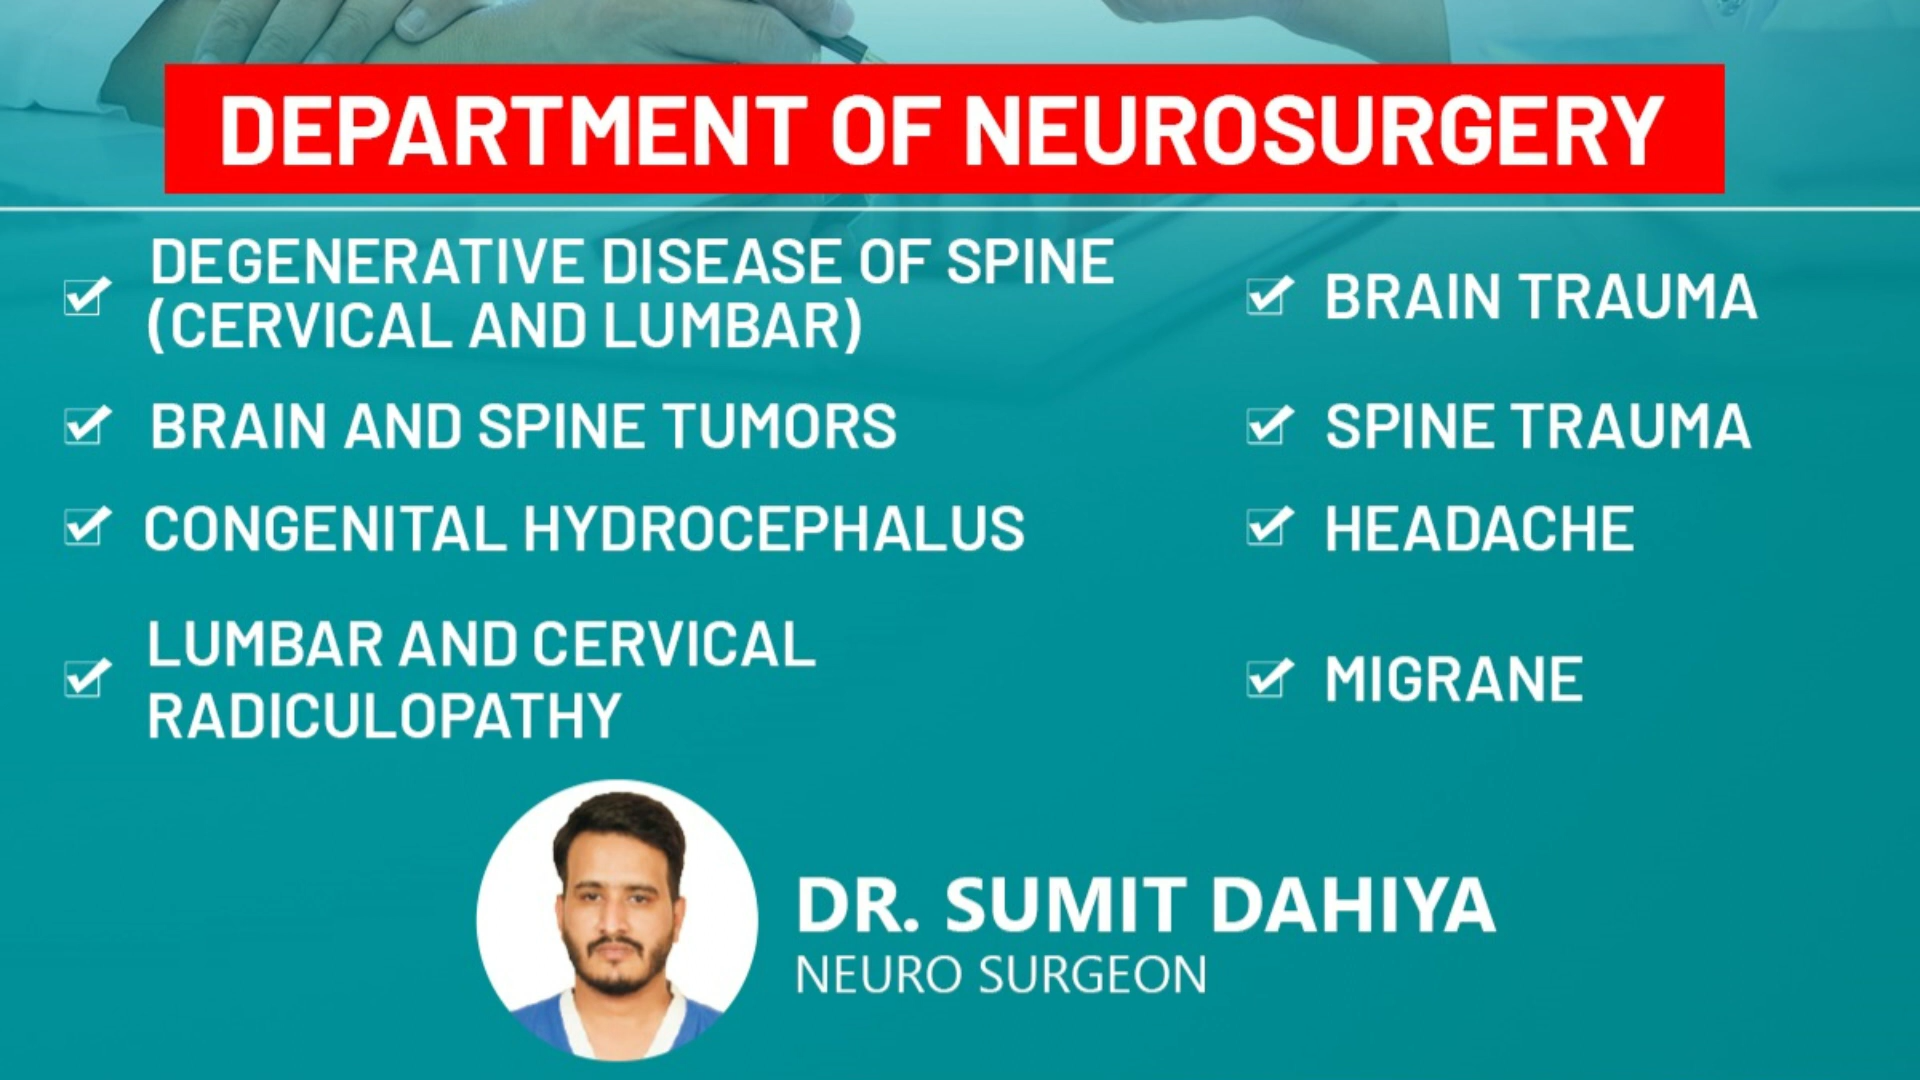 DEPARTMENT OF NEUROSURGERY
DEGENERATIVE DISEASE OF SPINE
(CERVICAL AND LUMBAR)
BRAIN AND SPINE TUMORS
CONGENITAL HYDROCEPHALUS
LUMBAR AND CERVICAL
RADICULOPATHY
BRAIN TRAUMA
SPINE TRAUMA
HEADACHE
MIGRANE
DR. SUMIT DAHIYA
NEURO SURGEON